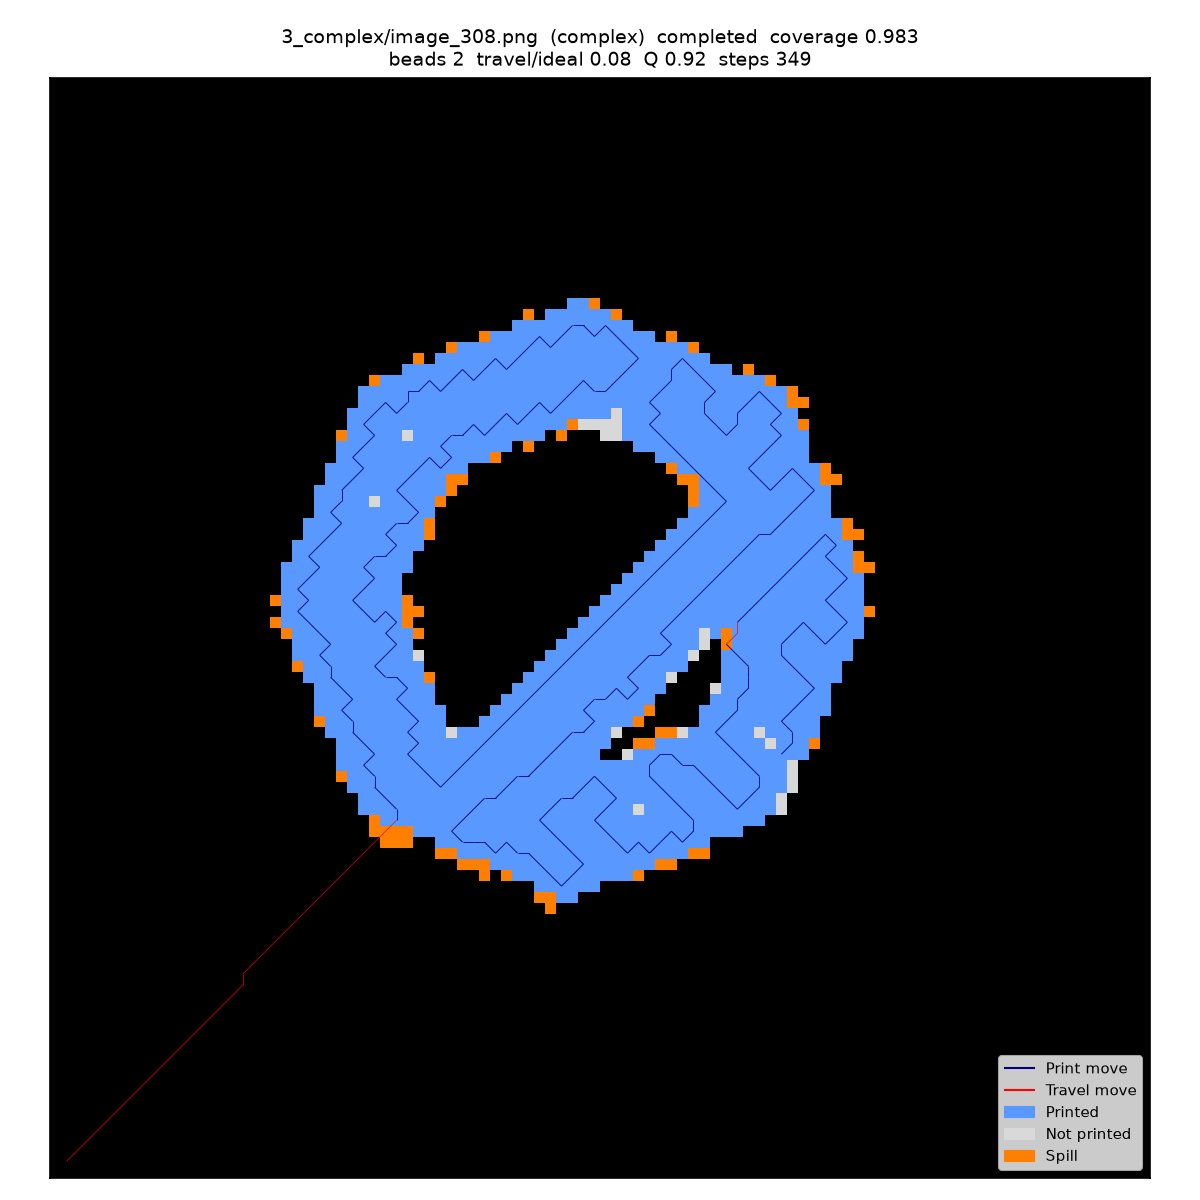 3_complex/image_308.png  (complex)  completed  coverage 0.983
beads 2  travel/ideal 0.08  Q 0.92  steps 349
Print move
Travel move
Printed
Not printed
Spill